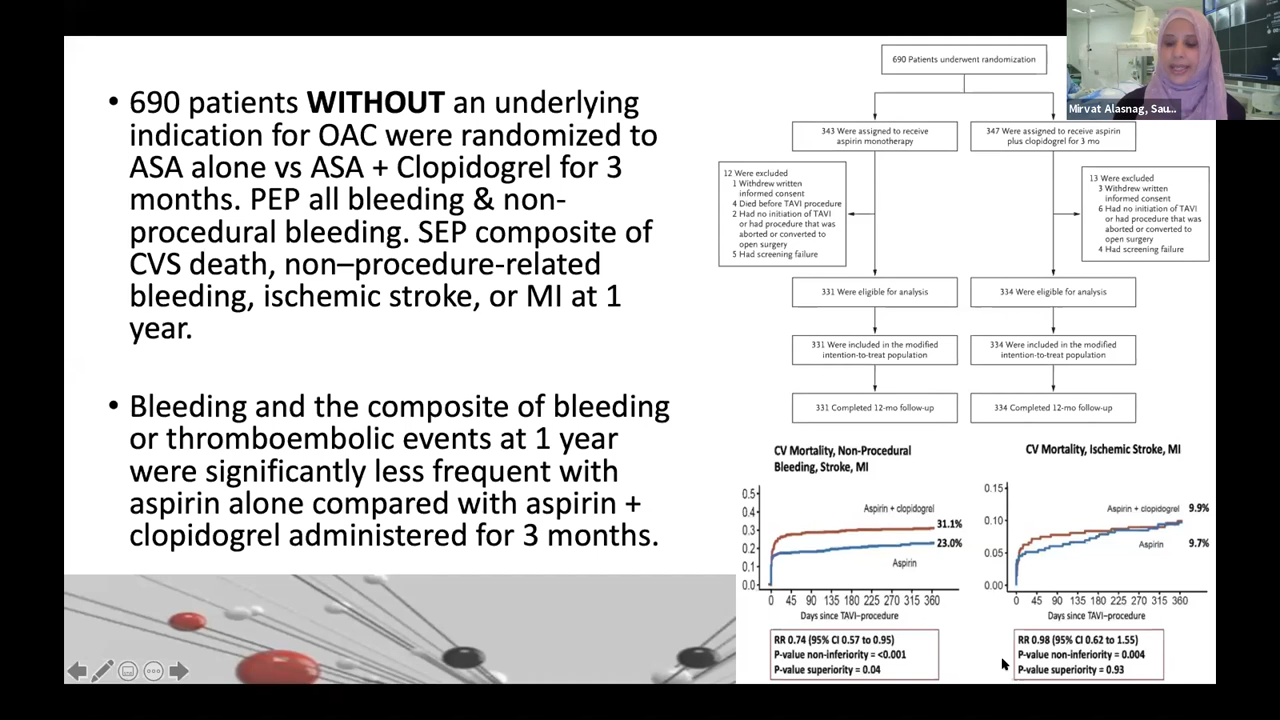 • 690 patients WITHOUT an underlying
indication for OAC were randomized to
ASA alone vs ASA + Clopidogrel for 3
months. PEP all bleeding & non-
procedural bleeding. SEP composite of
CVS death, non–procedure-related
bleeding, ischemic stroke, or MI at 1
year.
• Bleeding and the composite of bleeding
or thromboembolic events at 1 year
were significantly less frequent with
aspirin alone compared with aspirin +
clopidogrel administered for 3 months.
690 Patients underwent randomization
343 Were assigned to receive
aspirin monotherapy
347 Were assigned to receive aspirin
plus clopidogrel for 3 mo
12 Were excluded
1 Withdrew written
informed consent
4 Died before TAVI procedure
2 Had no initiation of TAVI
or had procedure that was
aborted or converted to
open surgery
5 Had screening failure
13 Were excluded
3 Withdrew written
informed consent
6 Had no initiation of TAVI
or had procedure that was
aborted or converted to
open surgery
4 Had screening failure
331 Were eligible for analysis
334 Were eligible for analysis
331 Were included in the modified
intention-to-treat population
334 Were included in the modified
intention-to-treat population
331 Completed 12-mo follow-up
334 Completed 12-mo follow-up
CV Mortality, Non-Procedural
Bleeding, Stroke, MI
0.5
0.4
0.3
0.2
0.1
0.0
Aspirin + clopidogrel
31.1%
23.0%
Aspirin
0 45 90 135 180 225 270 315 360
Days since TAVI–procedure
RR 0.74 (95% CI 0.57 to 0.95)
P-value non-inferiority = <0.001
P-value superiority = 0.04
CV Mortality, Ischemic Stroke, MI
0.15
0.10
0.05
0.00
Aspirin + clopidogrel 9.9%
Aspirin 9.7%
0 45 90 135 180 225 270 315 360
Days since TAVI–procedure
RR 0.98 (95% CI 0.62 to 1.55)
P-value non-inferiority = 0.004
P-value superiority = 0.93
Mirvat Alasnag, Sau...